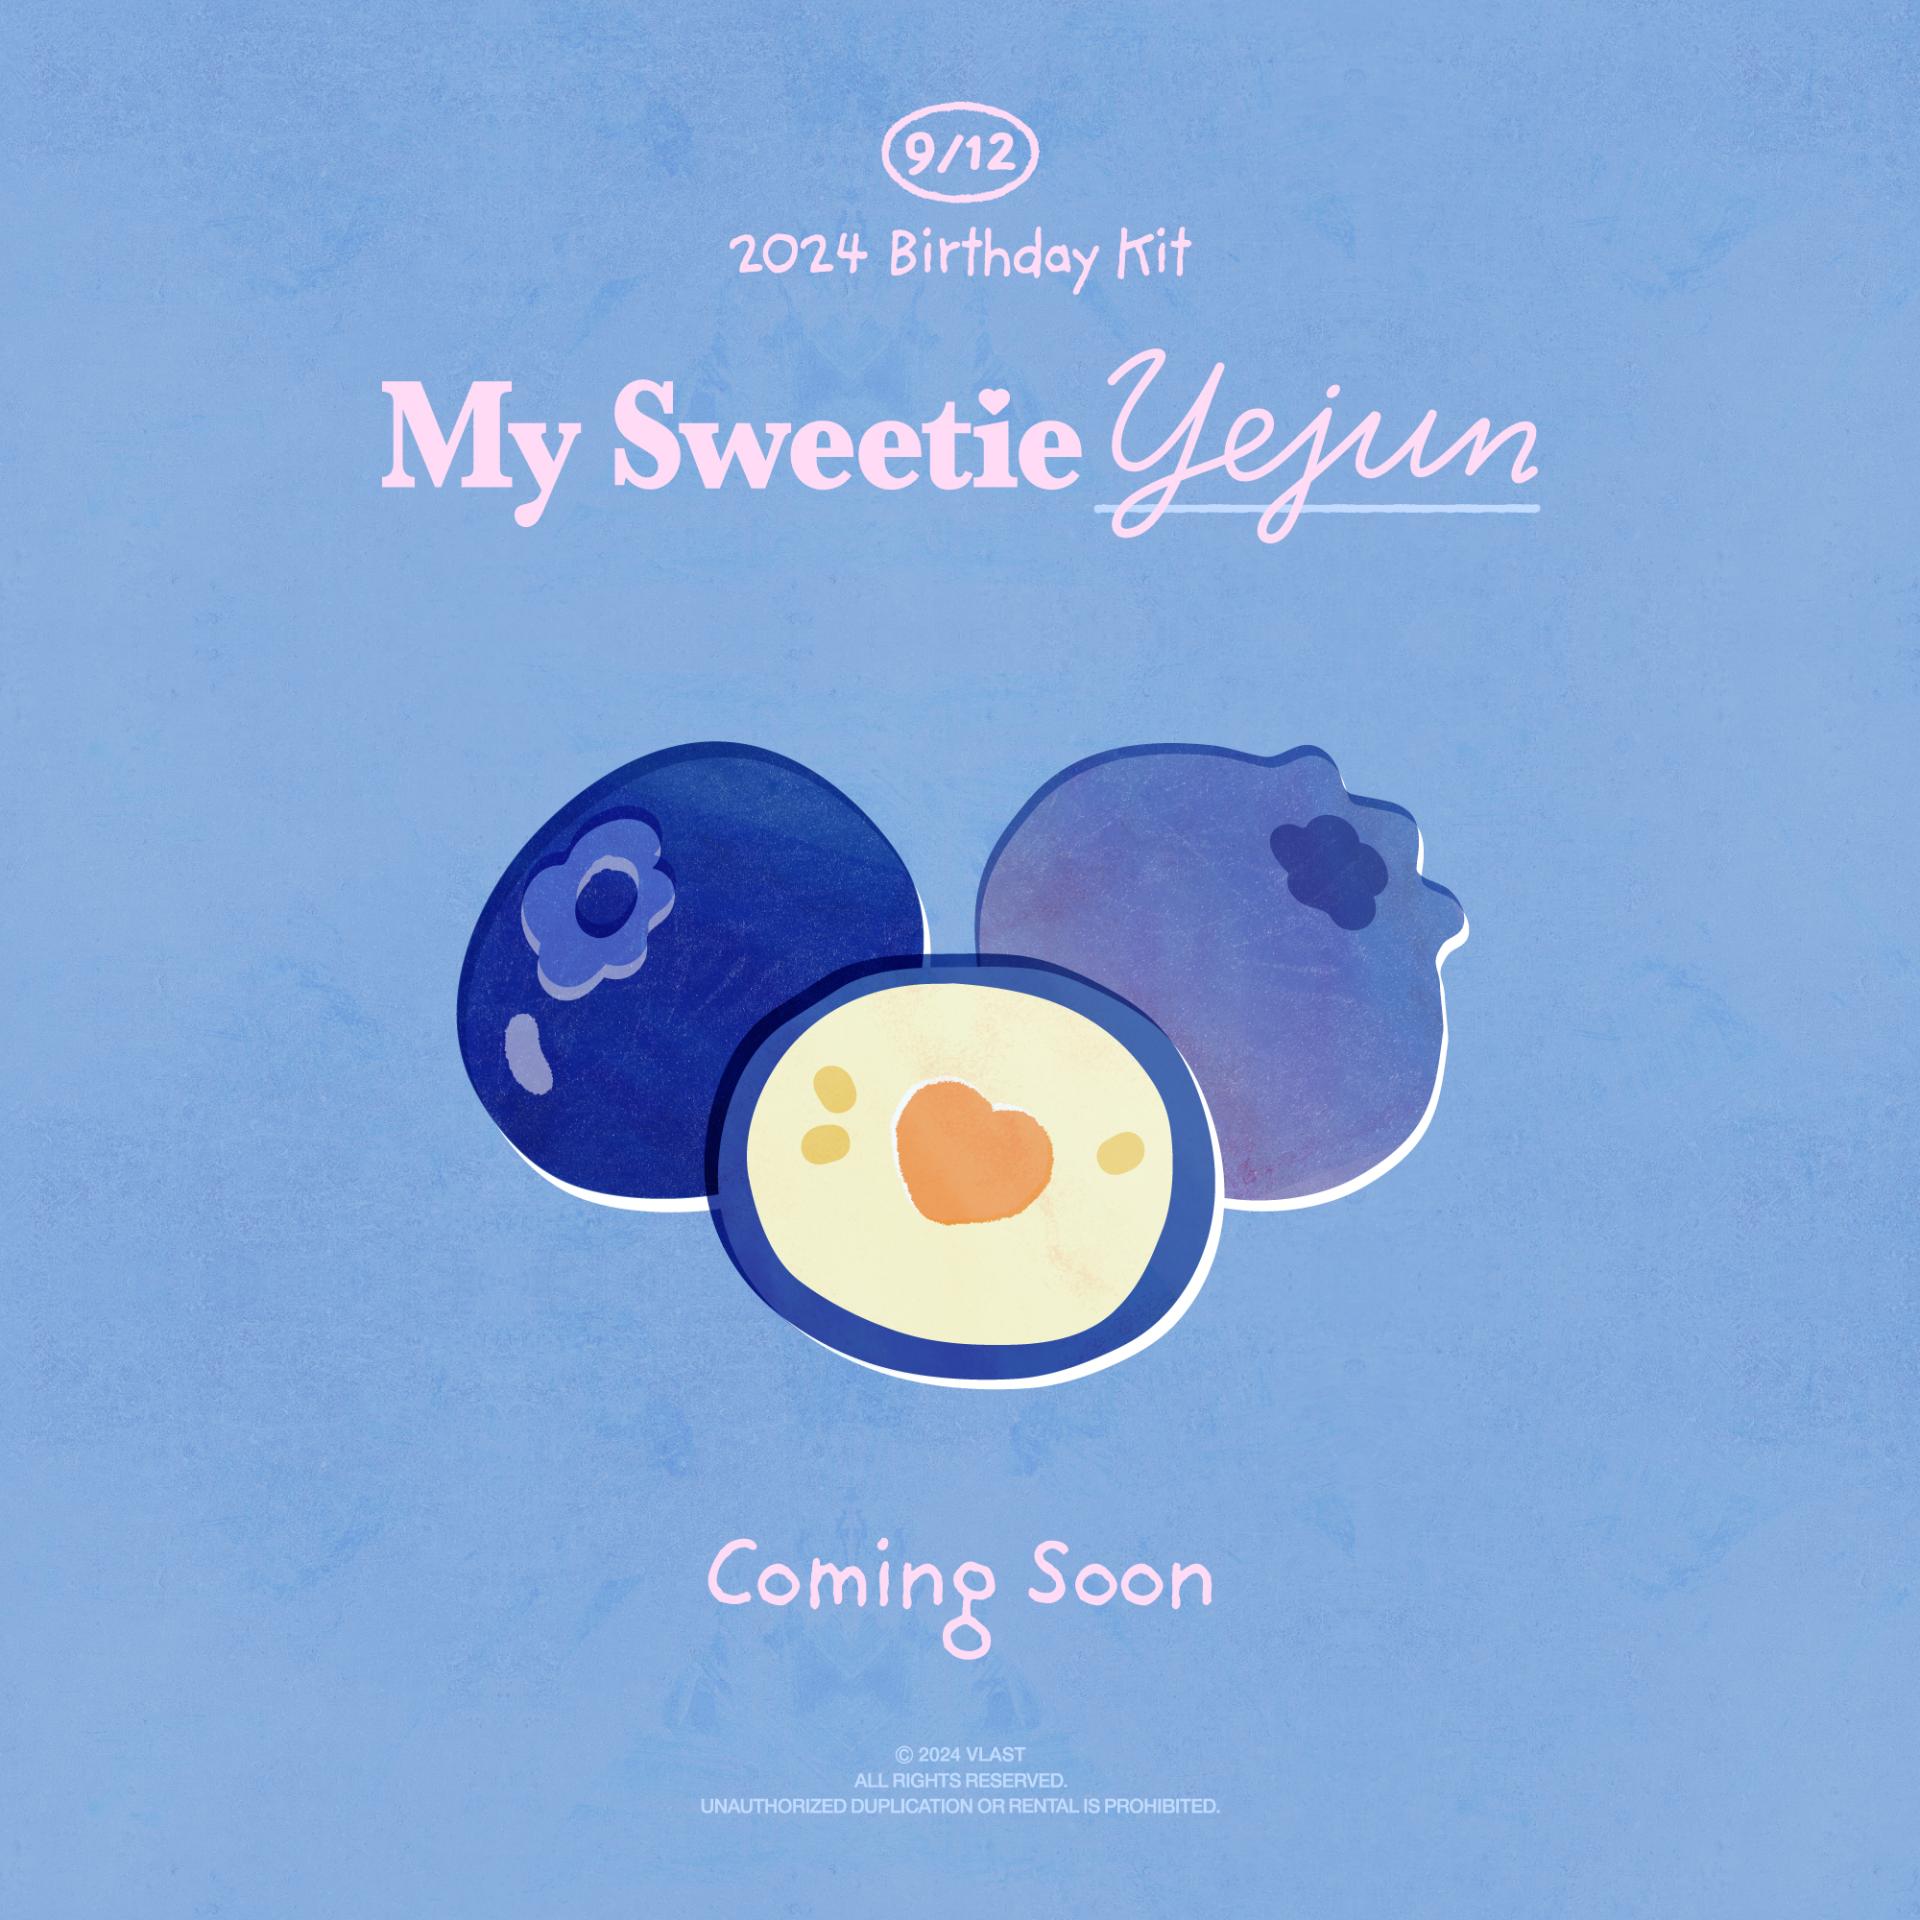 9/12
2024 Birthday Kit
My Sweetie Yejun
Coming Soon
© 2024 VLAST
ALL RIGHTS RESERVED.
UNAUTHORIZED DUPLICATION OR RENTAL IS PROHIBITED.